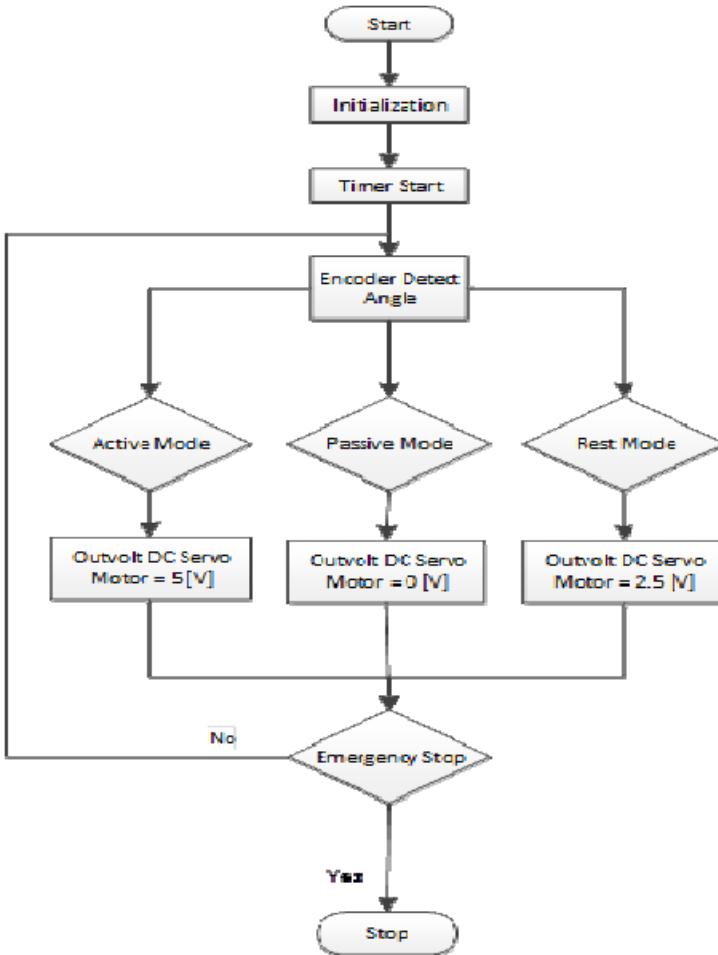 Start
Initialization
Timer Start
Encoder Detect
Angle
Active Mode
Passive Mode
Rest Mode
Outvolt DC Servo
Motor = 5 [V]
Outvolt DC Servo
Motor = 0 [V]
Outvolt DC Servo
Motor = 2.5 [V]
No
Emergency Stop
Yes
Stop